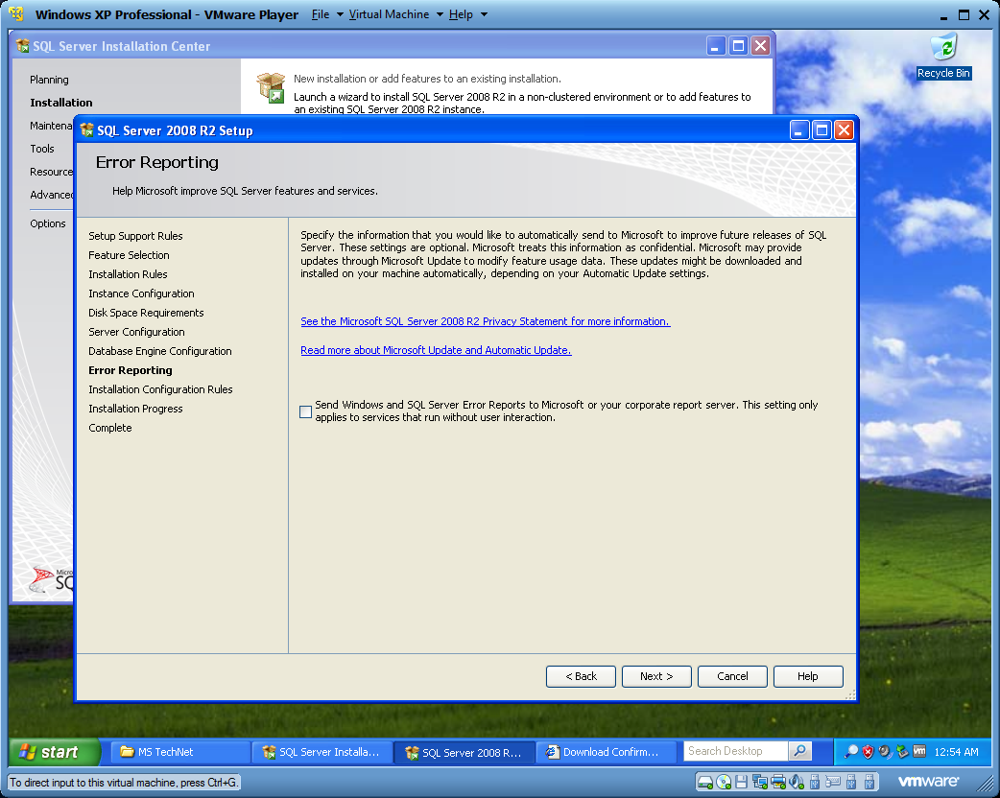 Windows XP Professional - VMware Player File Virtual Machine Help
SQL Server Installation Center
Recycle Bin
Planning
Installation
Maintena
Tools
Resource
Advanced
Options
New installation or add features to an existing installation.
Launch a wizard to install SQL Server 2008 R2 in a non-clustered environment or to add features to
an existing SQL Server 2008 R2 instance.
SQL Server 2008 R2 Setup
Error Reporting
Help Microsoft improve SQL Server features and services.
Setup Support Rules
Feature Selection
Installation Rules
Instance Configuration
Disk Space Requirements
Server Configuration
Database Engine Configuration
Error Reporting
Installation Configuration Rules
Installation Progress
Complete
Specify the information that you would like to automatically send to Microsoft to improve future releases of SQL
Server. These settings are optional. Microsoft treats this information as confidential. Microsoft may provide
updates through Microsoft Update to modify feature usage data. These updates might be downloaded and
installed on your machine automatically, depending on your Automatic Update settings.
See the Microsoft SQL Server 2008 R2 Privacy Statement for more information.
Read more about Microsoft Update and Automatic Update.
Send Windows and SQL Server Error Reports to Microsoft or your corporate report server. This setting only
applies to services that run without user interaction.
Micro
SQ
< Back Next > Cancel Help
start MS TechNet SQL Server Installa... SQL Server 2008 R... Download Confirm... Search Desktop 12:54 AM
To direct input to this virtual machine, press Ctrl+G. vmware